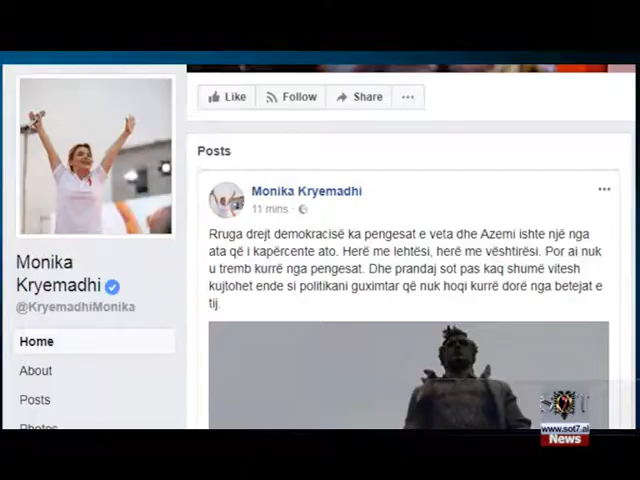 Like
Follow
Share
Posts
Monika Kryemadhi
11 mins
Rruga drejt demokracisë ka pengesat e veta dhe Azemi ishte një nga
ata që i kapërcente ato. Herë me lehtësi, herë me vështirësi. Por ai nuk
u tremb kurrë nga pengesat. Dhe prandaj sot pas kaq shumë vitesh
kujtohet ende si politikani guximtar që nuk hoqi kurrë dorë nga betejat e
tij.
Monika
Kryemadhi
@KryemadhiMonika
Home
About
Posts
Photos
www.sot7.al
News